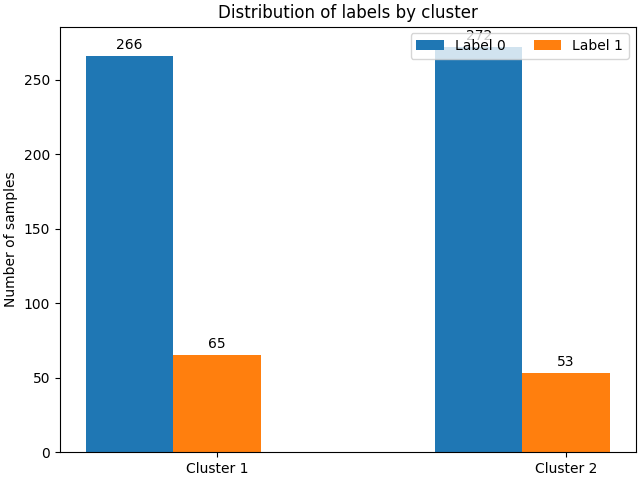 Distribution of labels by cluster
Label 0 Label 1
266
272
250
200
150
100
50
0
65
53
Number of samples
Cluster 1 Cluster 2